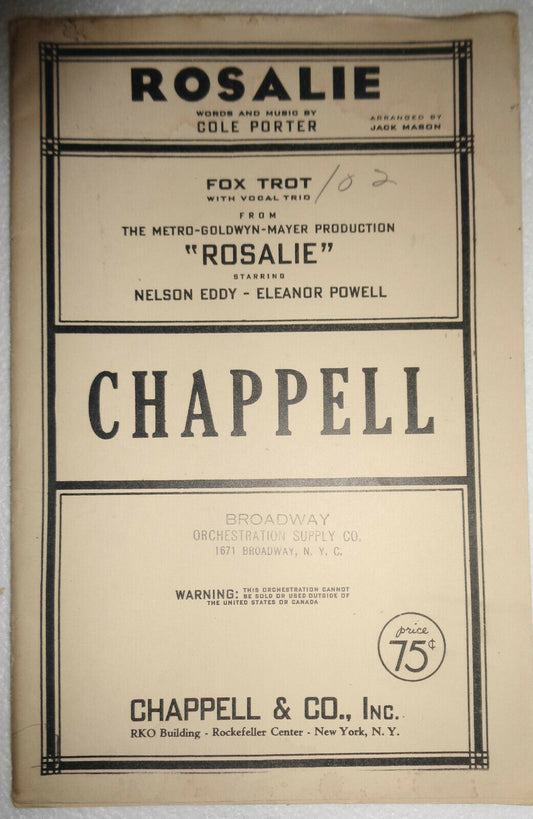 ROSALIE
WORDS AND MUSIC BY
COLE PORTER
ARRANGED BY
JACK MASON
FOX TROT
102
WITH VOCAL TRIO
FROM
THE METRO-GOLDWYN-MAYER PRODUCTION
"ROSALIE"
STARRING
NELSON EDDY - ELEANOR POWELL
CHAPPELL
BROADWAY
ORCHESTRATION SUPPLY CO.
1671 BROADWAY, N. Y. C.
WARNING: THIS ORCHESTRATION CANNOT
BE SOLD OR USED OUTSIDE OF
THE UNITED STATES OR CANADA
price
75¢
CHAPPELL & CO., INC.
RKO Building - Rockefeller Center - New York, N. Y.